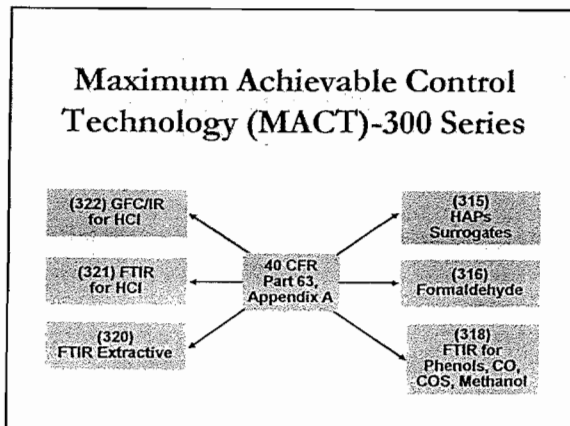 Maximum Achievable Control
Technology (MACT)-300 Series
(322) GFC/IR
for HCl
(321) FTIR
for HCl
(320)
FTIR Extractive
40 CFR
Part 63,
Appendix A
(315)
HAPs
Surrogates
(316)
Formaldehyde
(318)
FTIR for
Phenols, CO,
COS, Methanol